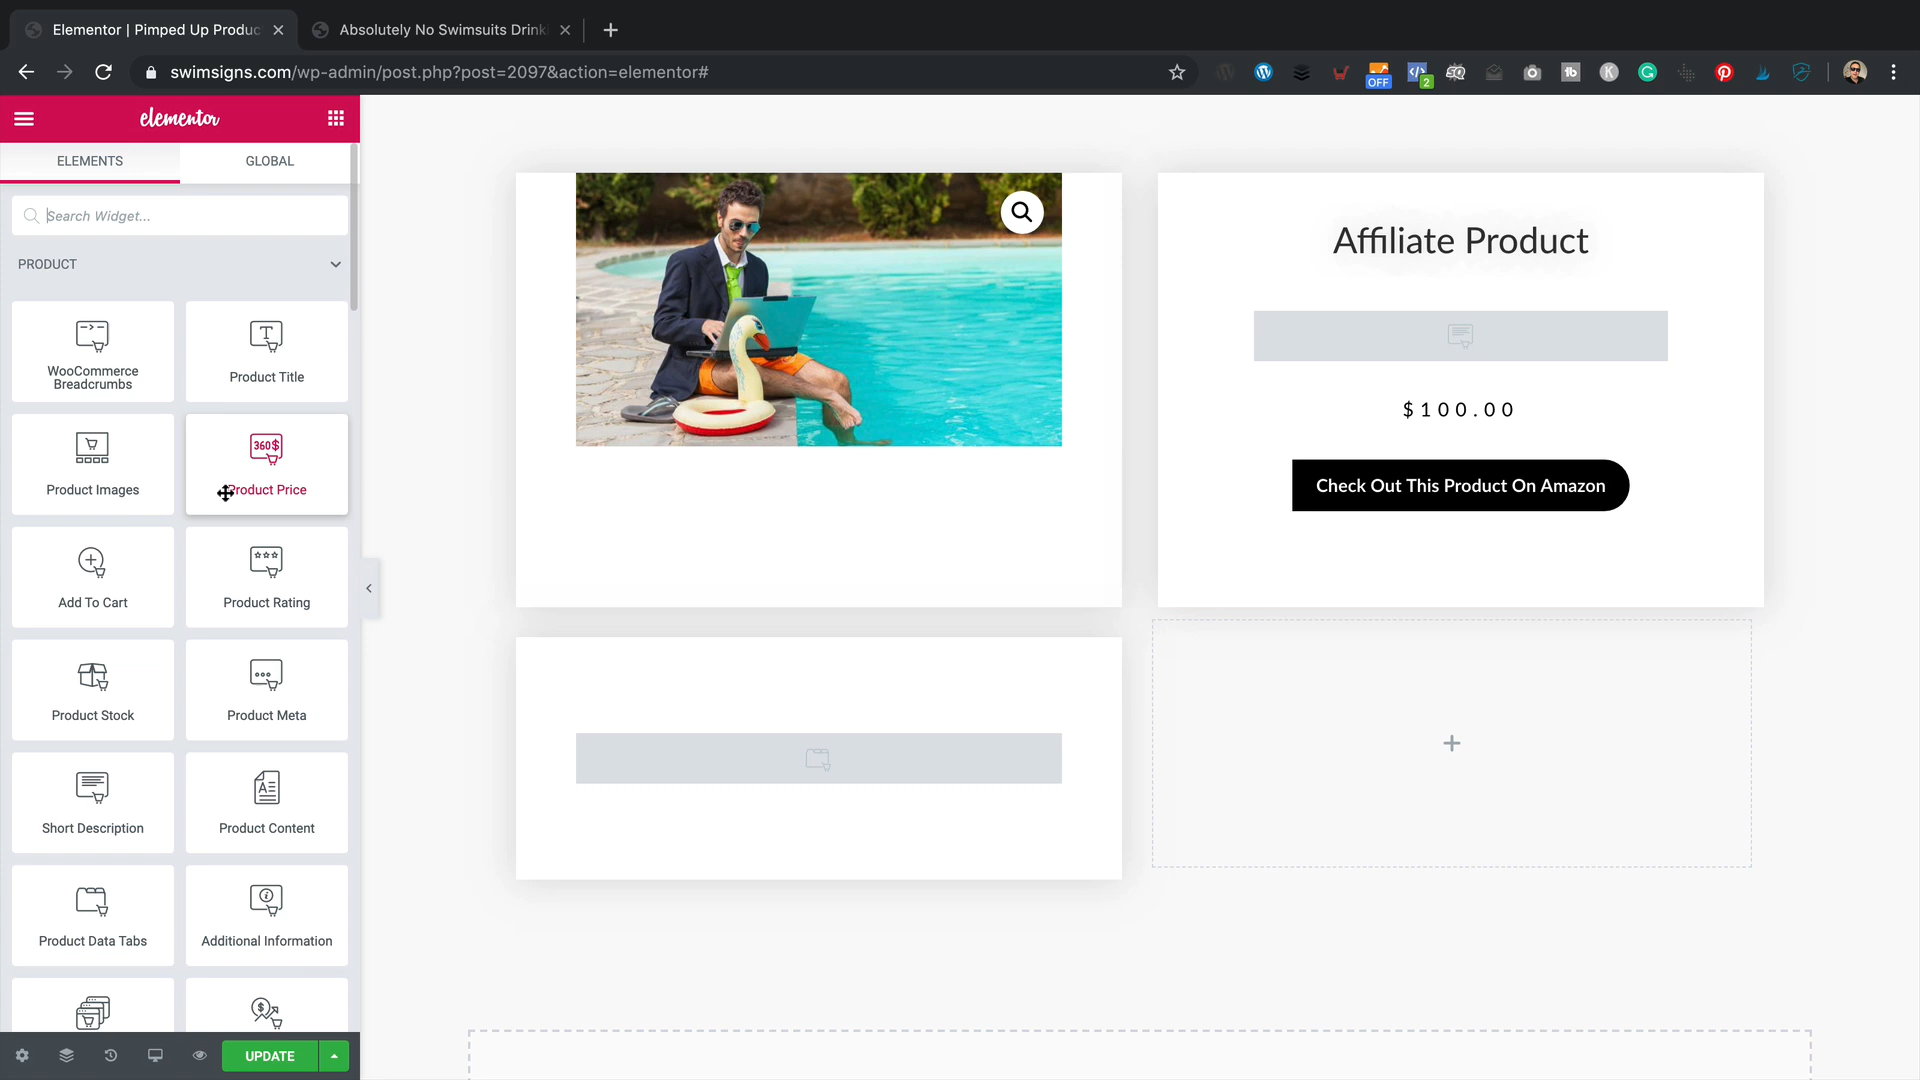 Elementor | Pimped Up Produc
Absolutely No Swimsuits Drinki
swimsigns.com/wp-admin/post.php?post=2097&action=elementor#
OFF
2
elementor
ELEMENTS
GLOBAL
Search Widget...
PRODUCT
WooCommerce
Breadcrumbs
Product Title
Product Images
360$
Product Price
Add To Cart
Product Rating
Product Stock
Product Meta
Short Description
Product Content
Product Data Tabs
Additional Information
UPDATE
Affiliate Product
$100.00
Check Out This Product On Amazon